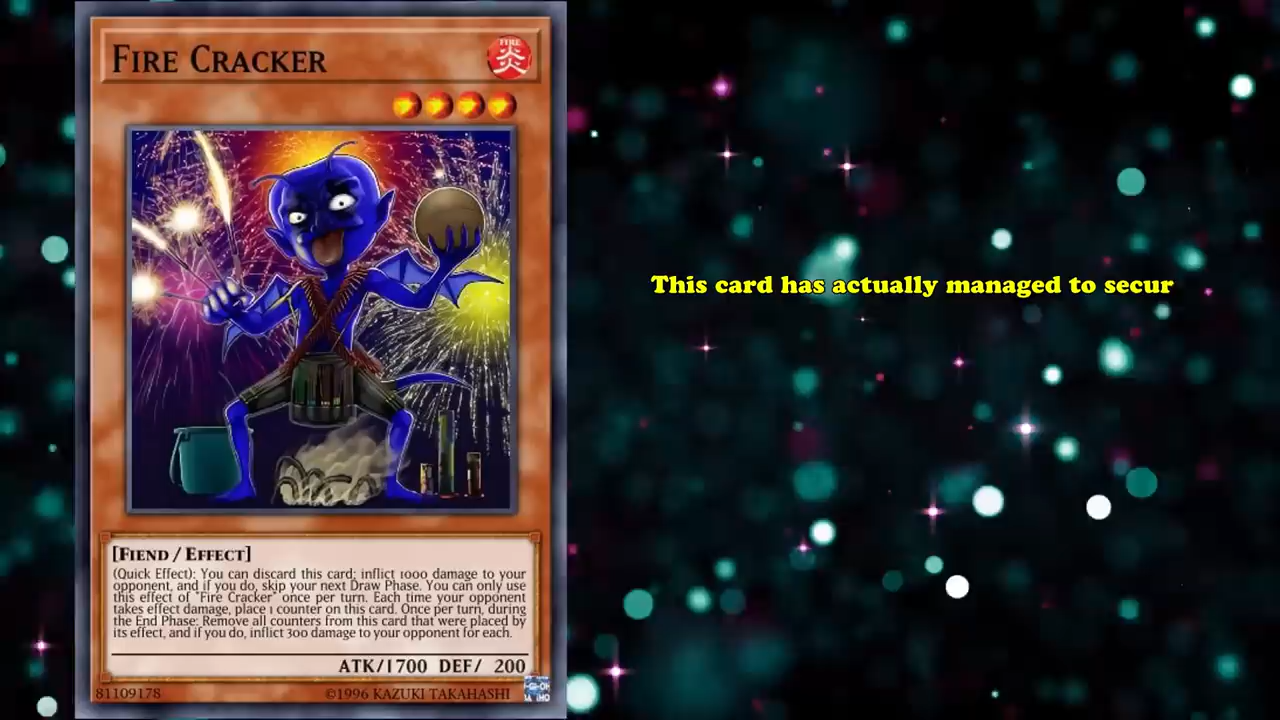 FIRE CRACKER
FIRE
炎
This card has actually managed to secur
[FIEND / EFFECT]
(Quick Effect): You can discard this card; inflict 1000 damage to your
opponent, and if you do, skip your next Draw Phase. You can only use
this effect of "Fire Cracker" once per turn. Each time your opponent
takes effect damage, place 1 counter on this card. Once per turn, during
the End Phase: Remove all counters from this card that were placed by
its effect, and if you do, inflict 300 damage to your opponent for each.
ATK/1700 DEF/ 200
81109178
©1996 KAZUKI TAKAHASHI